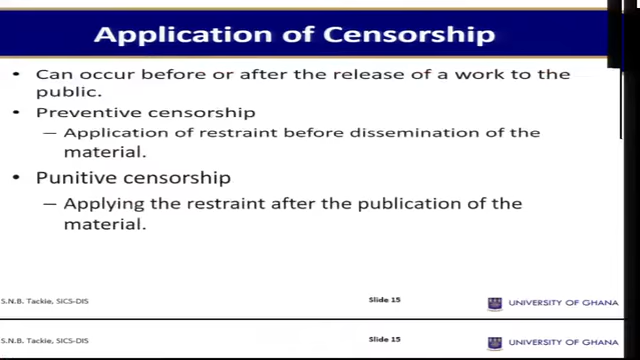 Application of Censorship
• Can occur before or after the release of a work to the
public.
• Preventive censorship
– Application of restraint before dissemination of the
material.
• Punitive censorship
– Applying the restraint after the publication of the
material.
S.N.B. Tackie, SICS-DIS Slide 15 UNIVERSITY OF GHANA
S.N.B. Tackie, SICS-DIS Slide 15 UNIVERSITY OF GHANA